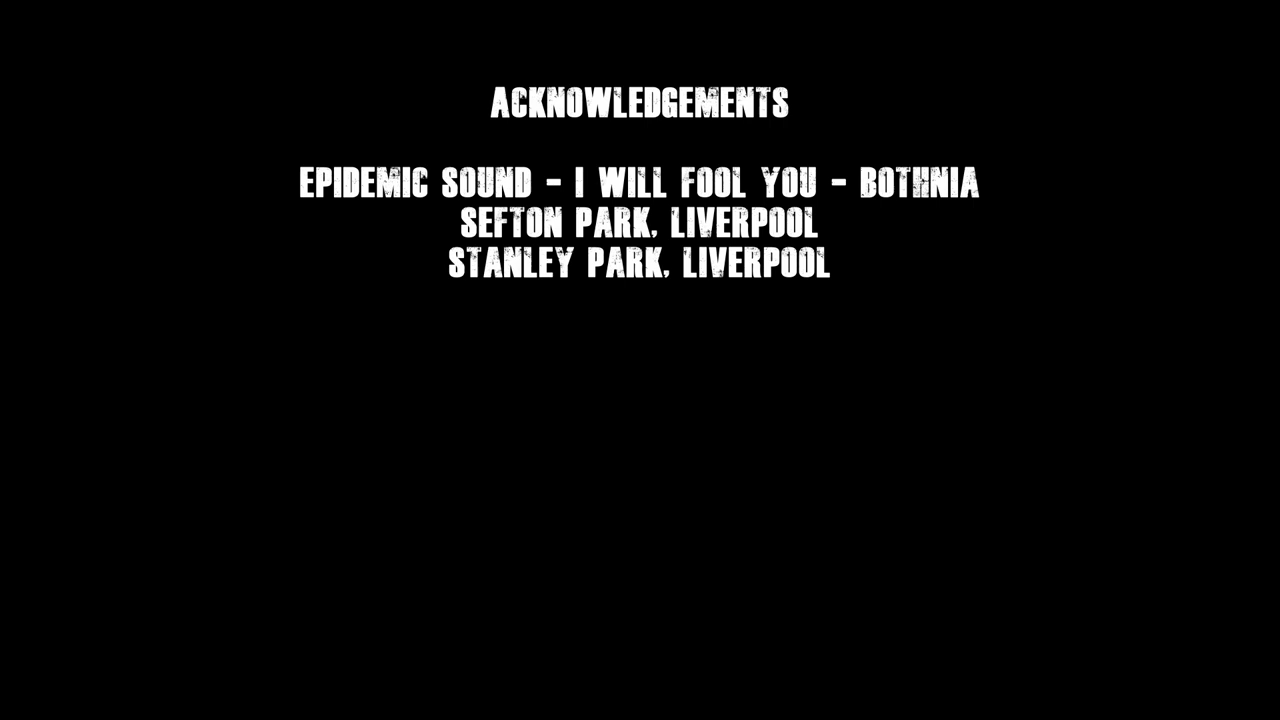 ACKNOWLEDGEMENTS
EPIDEMIC SOUND - I WILL FOOL YOU - BOTHNIA
SEFTON PARK, LIVERPOOL
STANLEY PARK, LIVERPOOL